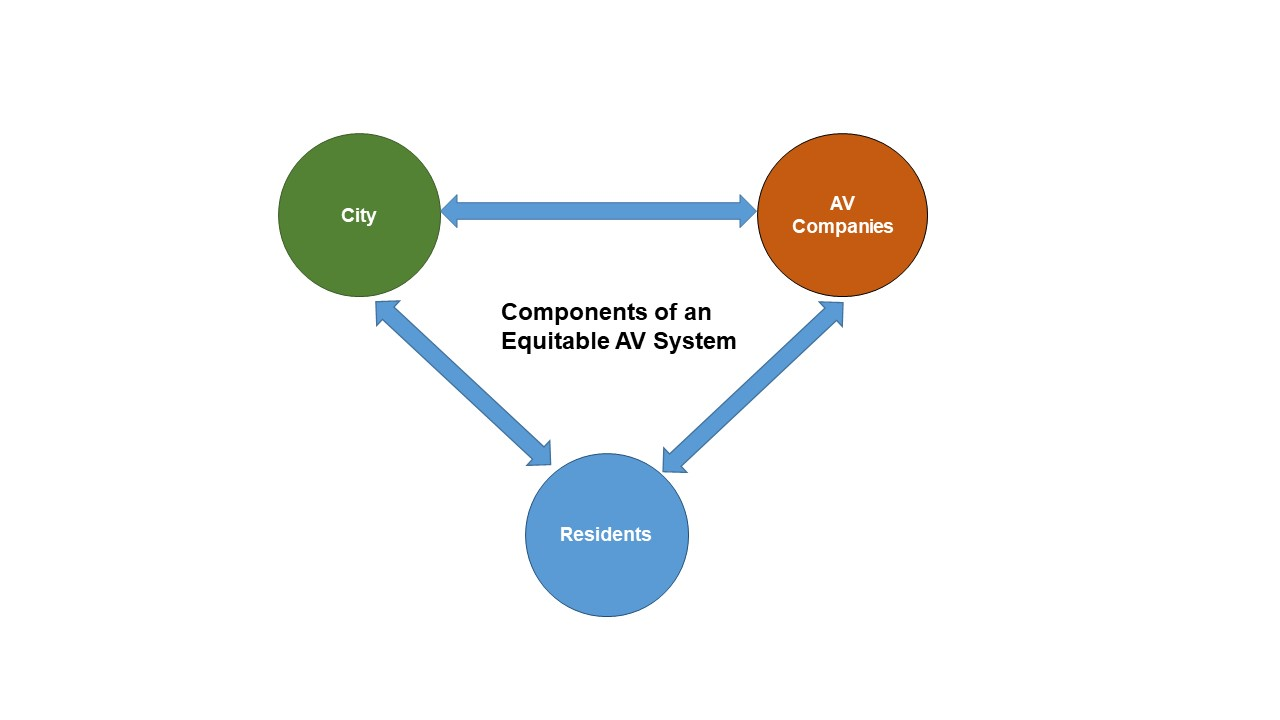 City
AV
Companies
Components of an
Equitable AV System
Residents